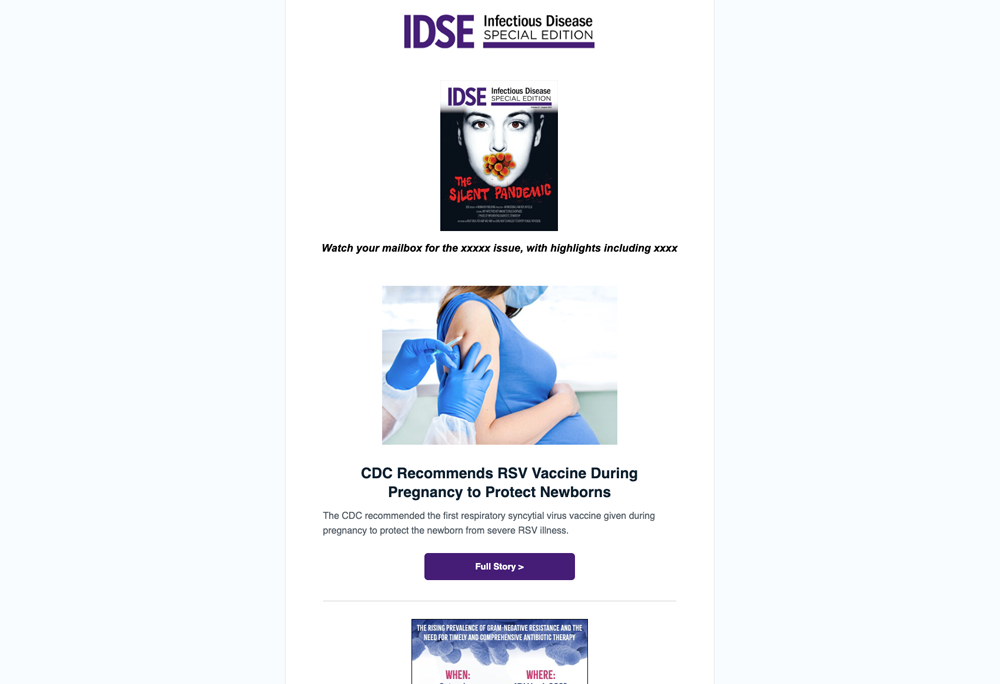 IDSE Infectious Disease
SPECIAL EDITION
IDSE Infectious Disease
SPECIAL EDITION
THE
SILENT PANDEMIC
Watch your mailbox for the xxxxx issue, with highlights including xxxx
CDC Recommends RSV Vaccine During
Pregnancy to Protect Newborns
The CDC recommended the first respiratory syncytial virus vaccine given during
pregnancy to protect the newborn from severe RSV illness.
Full Story >
THE RISING PREVALENCE OF GRAM-NEGATIVE RESISTANCE AND THE
NEED FOR TIMELY AND COMPREHENSIVE ANTIBIOTIC THERAPY
WHEN: WHERE: